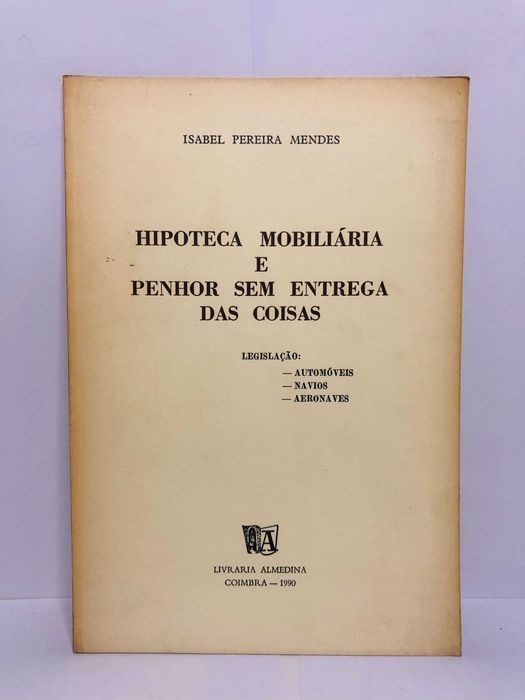 ISABEL PEREIRA MENDES
HIPOTECA MOBILIÁRIA
E
PENHOR SEM ENTREGA
DAS COISAS
LEGISLAÇÃO:
— AUTOMÓVEIS
— NAVIOS
— AERONAVES
LIVRARIA ALMEDINA
COIMBRA — 1990